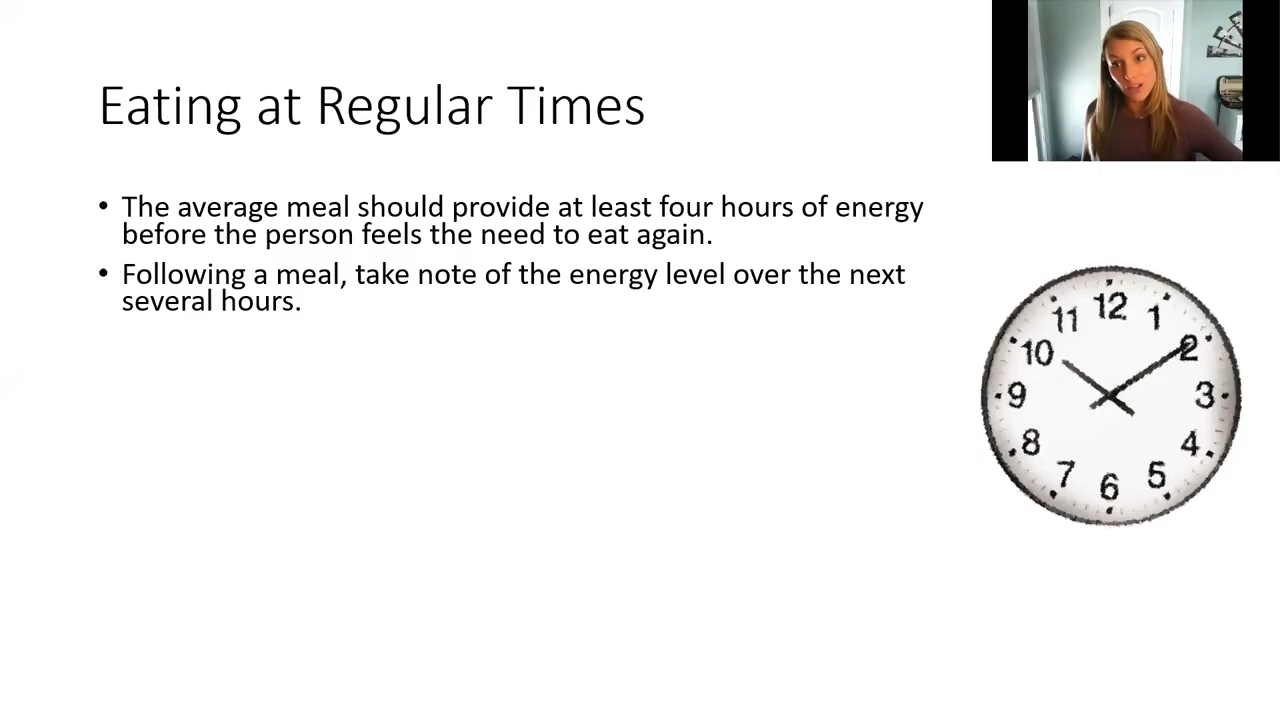 Eating at Regular Times
• The average meal should provide at least four hours of energy
before the person feels the need to eat again.
• Following a meal, take note of the energy level over the next
several hours.
12
11 1
10 2
9 3
8 4
7 5
6